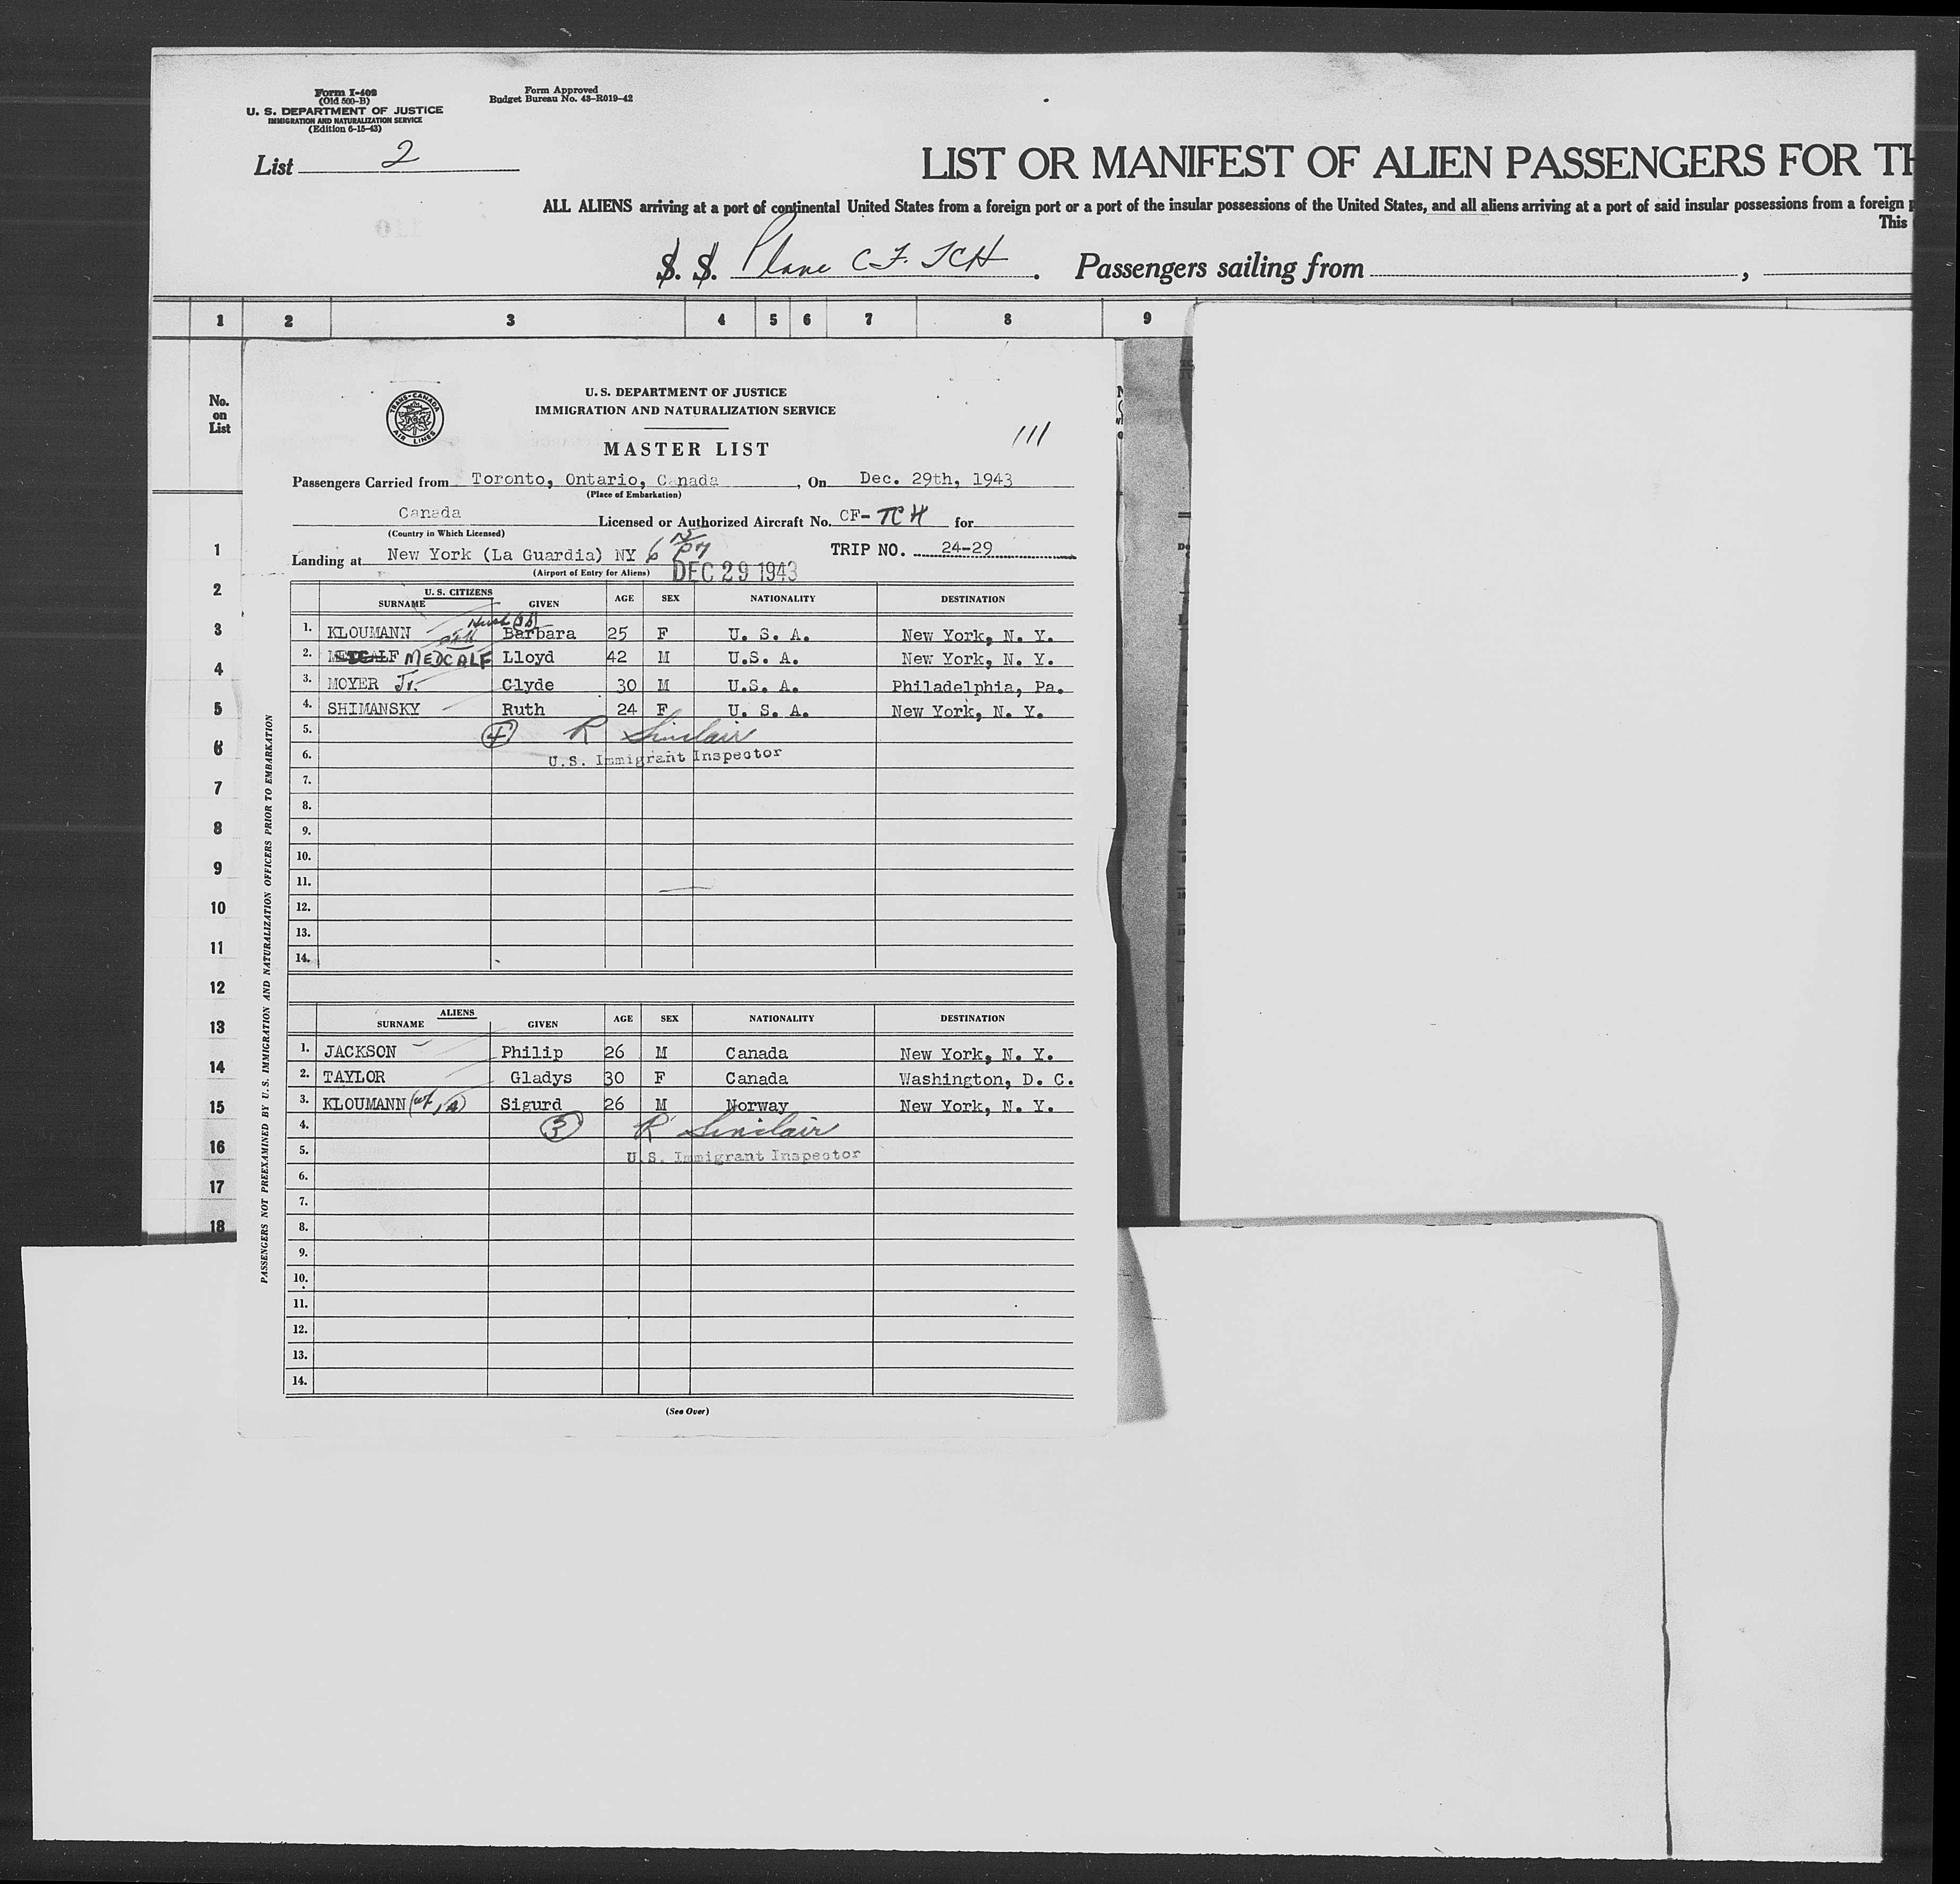 Form I-402
(Old 500-B)
U. S. DEPARTMENT OF JUSTICE
IMMIGRATION AND NATURALIZATION SERVICE
(Edition 6-15-43)
Form Approved
Budget Bureau No. 43-R019-42
List 2
LIST OR MANIFEST OF ALIEN PASSENGERS FOR TH
ALL ALIENS arriving at a port of continental United States from a foreign port or a port of the insular possessions of the United States, and all aliens arriving at a port of said insular possessions from a foreign p
This
S. S. Plane CF. TCH. Passengers sailing from ,
1 2 3 4 5 6 7 8 9
No.
on
List
1
2
3
4
5
6
7
8
9
10
11
12
13
14
15
16
17
18
TRANS-CANADA AIR LINES
U. S. DEPARTMENT OF JUSTICE
IMMIGRATION AND NATURALIZATION SERVICE
111
MASTER LIST
Passengers Carried from Toronto, Ontario, Canada, On Dec. 29th, 1943
(Place of Embarkation)
Canada Licensed or Authorized Aircraft No. CF-TCH for
(Country in Which Licensed)
Landing at New York (La Guardia) NY 6 PM TRIP NO. 24-29
(Airport of Entry for Aliens) DEC 29 1943
U. S. CITIZENS
SURNAME GIVEN AGE SEX NATIONALITY DESTINATION
1. KLOUMANN Barbara 25 F U. S. A. New York, N. Y.
2. MEDCALF Lloyd 42 M U.S. A. New York, N. Y.
3. MOYER Jr. Clyde 30 M U.S. A. Philadelphia, Pa.
4. SHIMANSKY Ruth 24 F U. S. A. New York, N. Y.
5. 4 R Sinclair
6. U.S. Immigrant Inspector
7.
8.
9.
10.
11.
12.
13.
14.
ALIENS
SURNAME GIVEN AGE SEX NATIONALITY DESTINATION
1. JACKSON Philip 26 M Canada New York, N. Y.
2. TAYLOR Gladys 30 F Canada Washington, D. C.
3. KLOUMANN Sigurd 26 M Norway New York, N. Y.
4. 3 R Sinclair
5. U.S. Immigrant Inspector
6.
7.
8.
9.
10.
11.
12.
13.
14.
(See Over)
PASSENGERS NOT PREEXAMINED BY U.S. IMMIGRATION AND NATURALIZATION OFFICERS PRIOR TO EMBARKATION